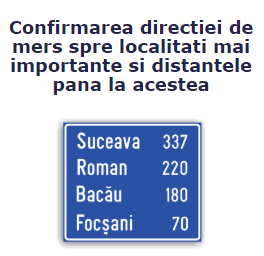 Confirmarea directiei de
mers spre localitati mai
importante si distantele
pana la acestea
Suceava 337
Roman 220
Bacău 180
Focşani 70